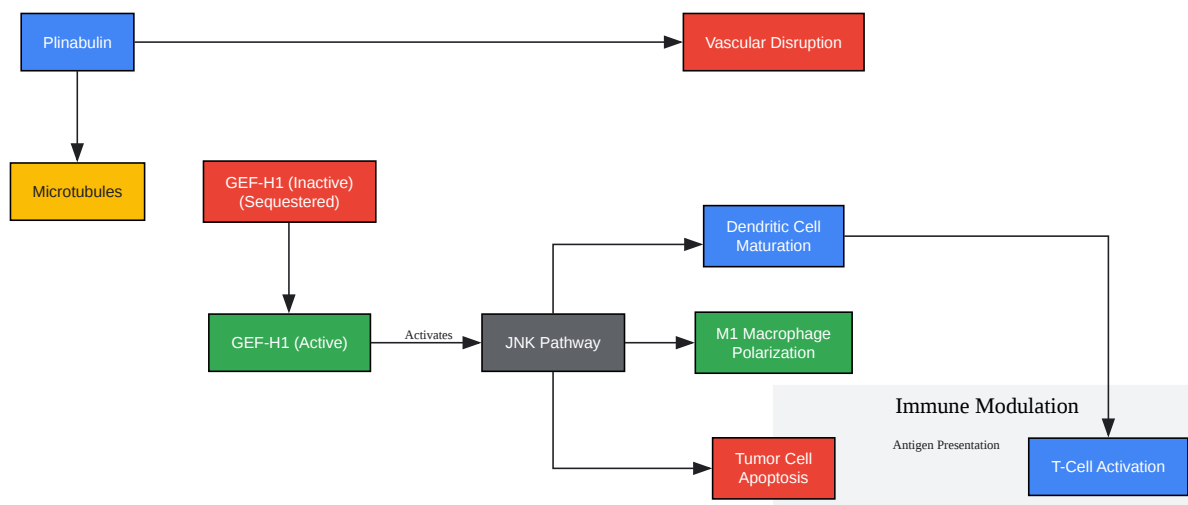 Plinabulin
Vascular Disruption
Microtubules
GEF-H1 (Inactive)
(Sequestered)
Dendritic Cell
Maturation
GEF-H1 (Active)
Activates
JNK Pathway
M1 Macrophage
Polarization
Immune Modulation
Antigen Presentation
Tumor Cell
Apoptosis
T-Cell Activation